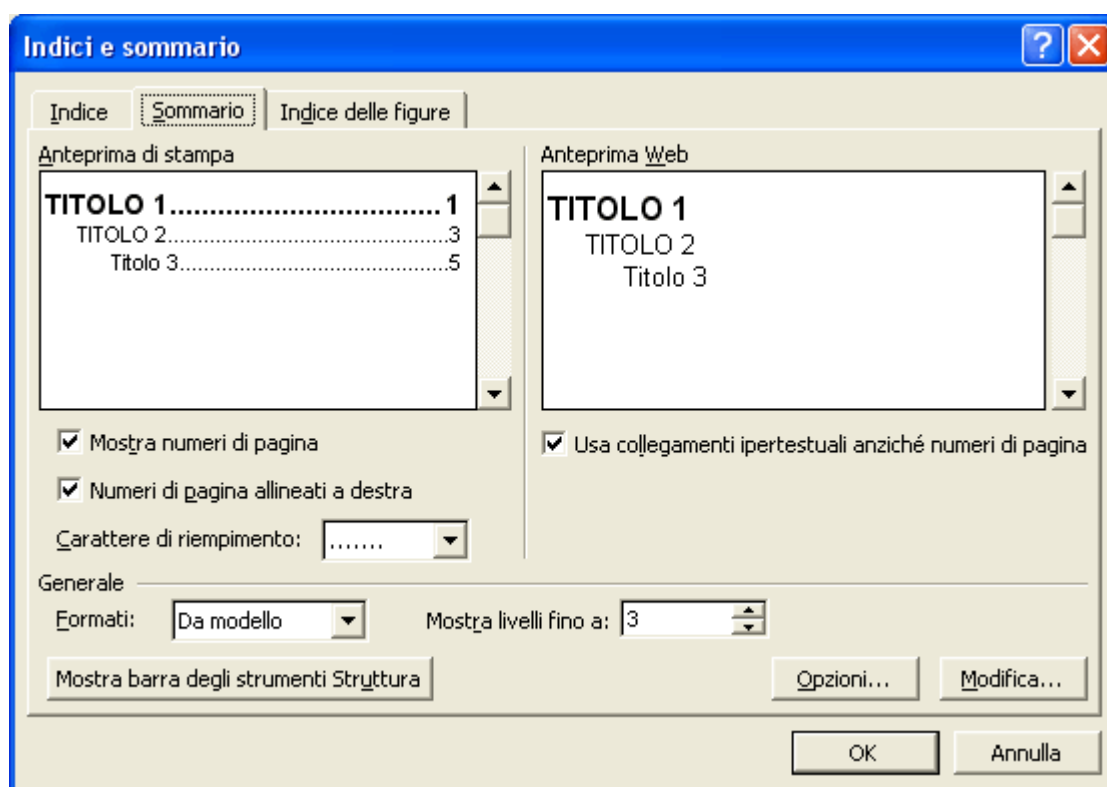 Indici e sommario
Indice
Sommario
Indice delle figure
Anteprima di stampa
TITOLO 1.................................. 1
TITOLO 2...............................................3
Titolo 3.............................................5
Mostra numeri di pagina
Numeri di pagina allineati a destra
Carattere di riempimento: .......
Anteprima Web
TITOLO 1
TITOLO 2
Titolo 3
Usa collegamenti ipertestuali anziché numeri di pagina
Generale
Formati: Da modello Mostra livelli fino a: 3
Mostra barra degli strumenti Struttura Opzioni... Modifica...
OK Annulla